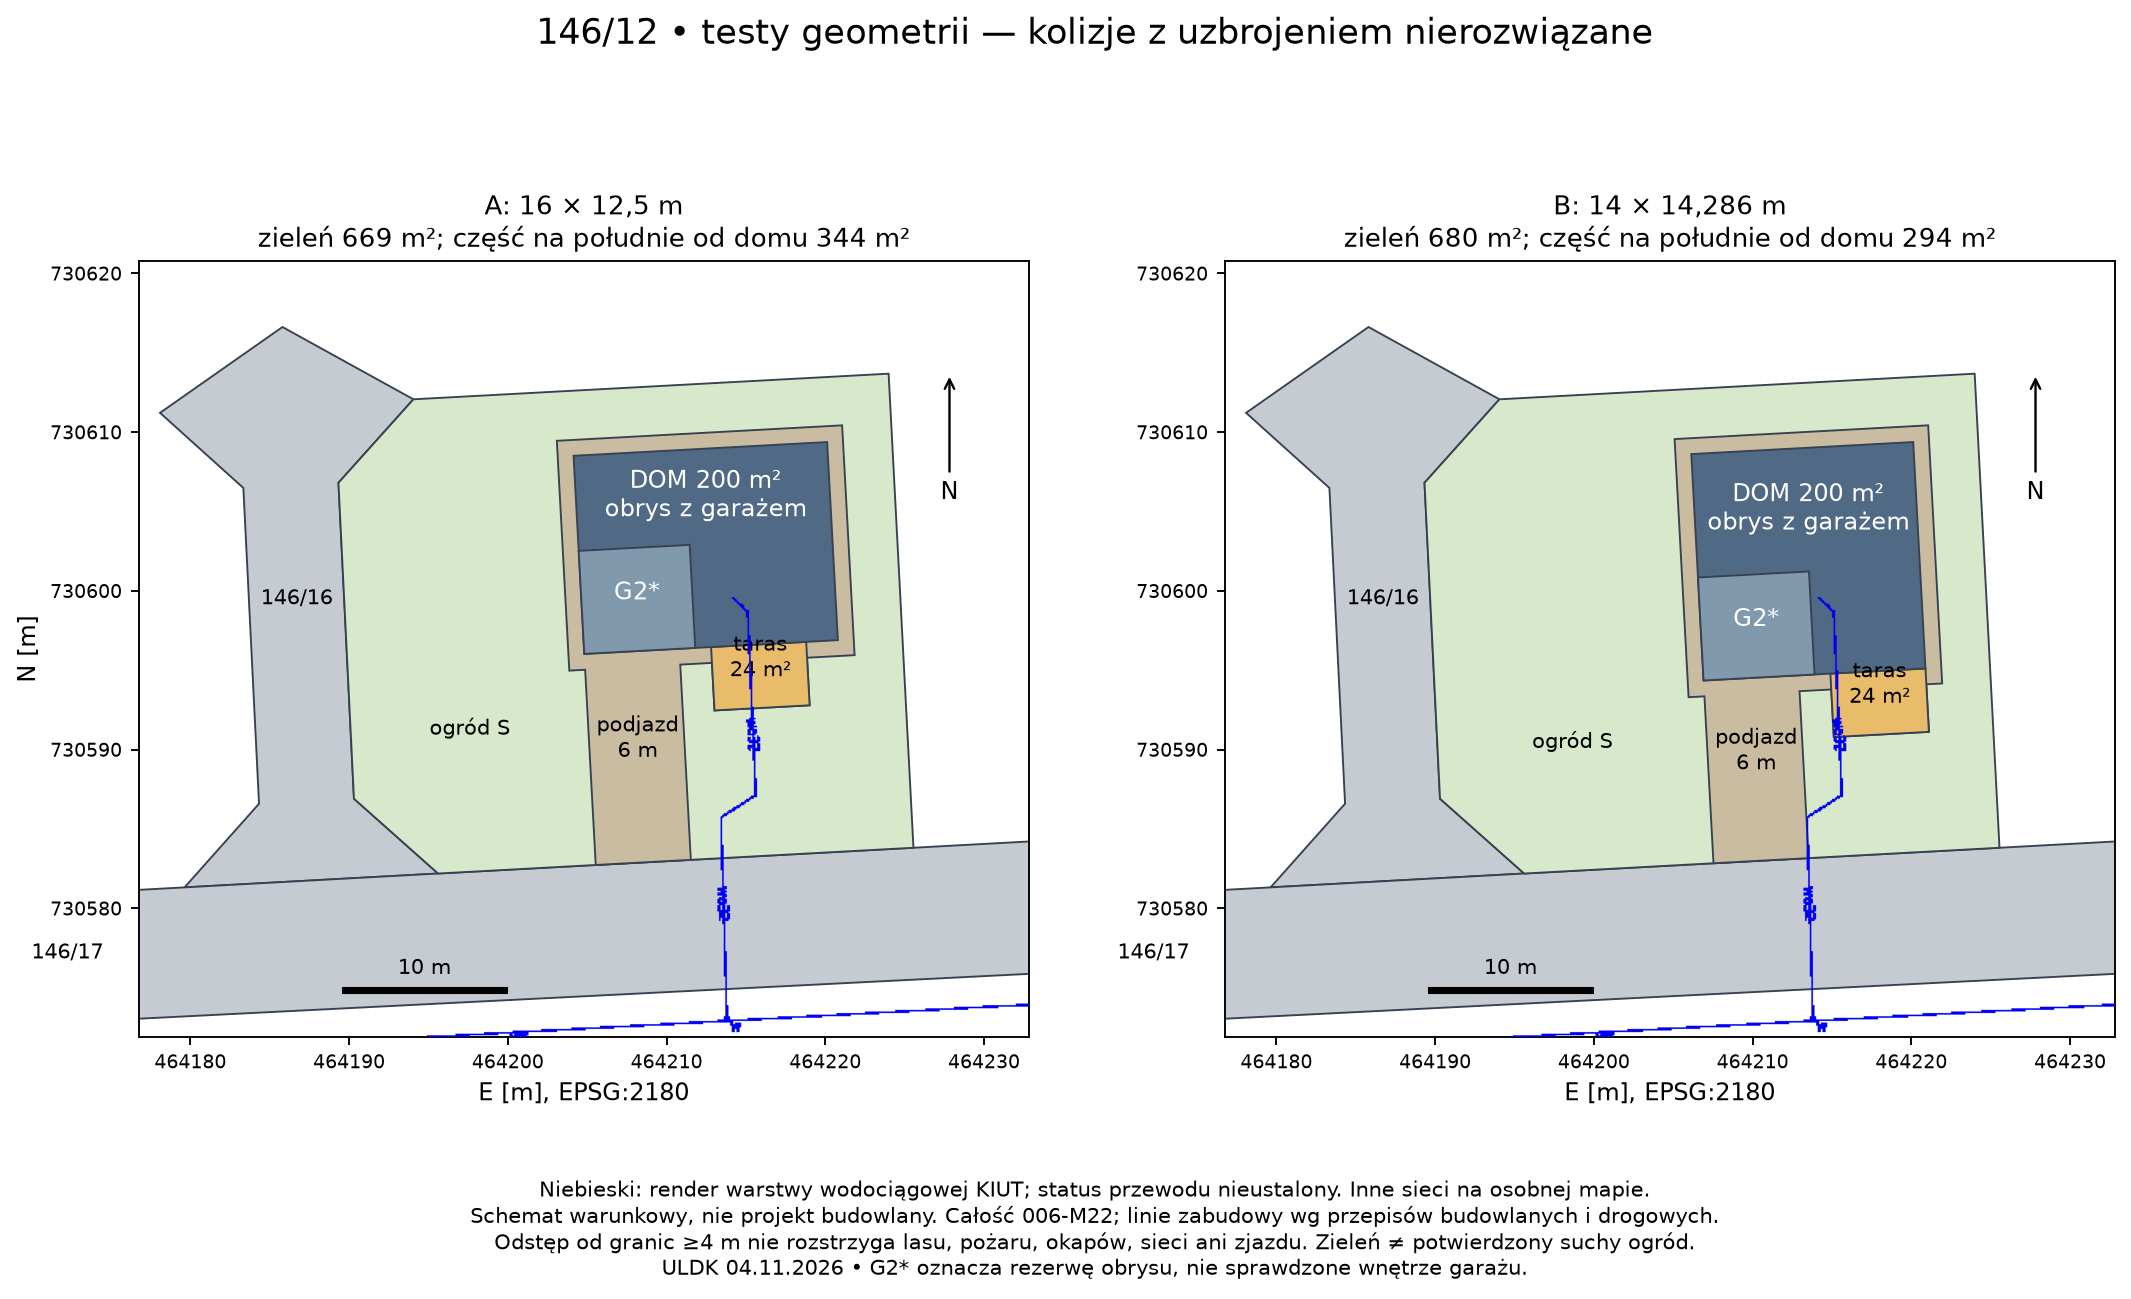 146/12 • testy geometrii — kolizje z uzbrojeniem nierozwiązane
A: 16 × 12,5 m
zieleń 669 m²; część na południe od domu 344 m²
730620
730610
730600
730590
730580
N [m]
N
DOM 200 m²
obrys z garażem
G2*
146/16
taras
24 m²
ogród S
podjazd
6 m
146/17
10 m
464180
464190
464200
464210
464220
464230
E [m], EPSG:2180
B: 14 × 14,286 m
zieleń 680 m²; część na południe od domu 294 m²
730620
730610
730600
730590
730580
N
DOM 200 m²
obrys z garażem
G2*
146/16
taras
24 m²
ogród S
podjazd
6 m
146/17
10 m
464180
464190
464200
464210
464220
464230
E [m], EPSG:2180
Niebieski: render warstwy wodociągowej KIUT; status przewodu nieustalony. Inne sieci na osobnej mapie.
Schemat warunkowy, nie projekt budowlany. Całość 006-M22; linie zabudowy wg przepisów budowlanych i drogowych.
Odstęp od granic ≥4 m nie rozstrzyga lasu, pożaru, okapów, sieci ani zjazdu. Zieleń ≠ potwierdzony suchy ogród.
ULDK 04.11.2026 • G2* oznacza rezerwę obrysu, nie sprawdzone wnętrze garażu.